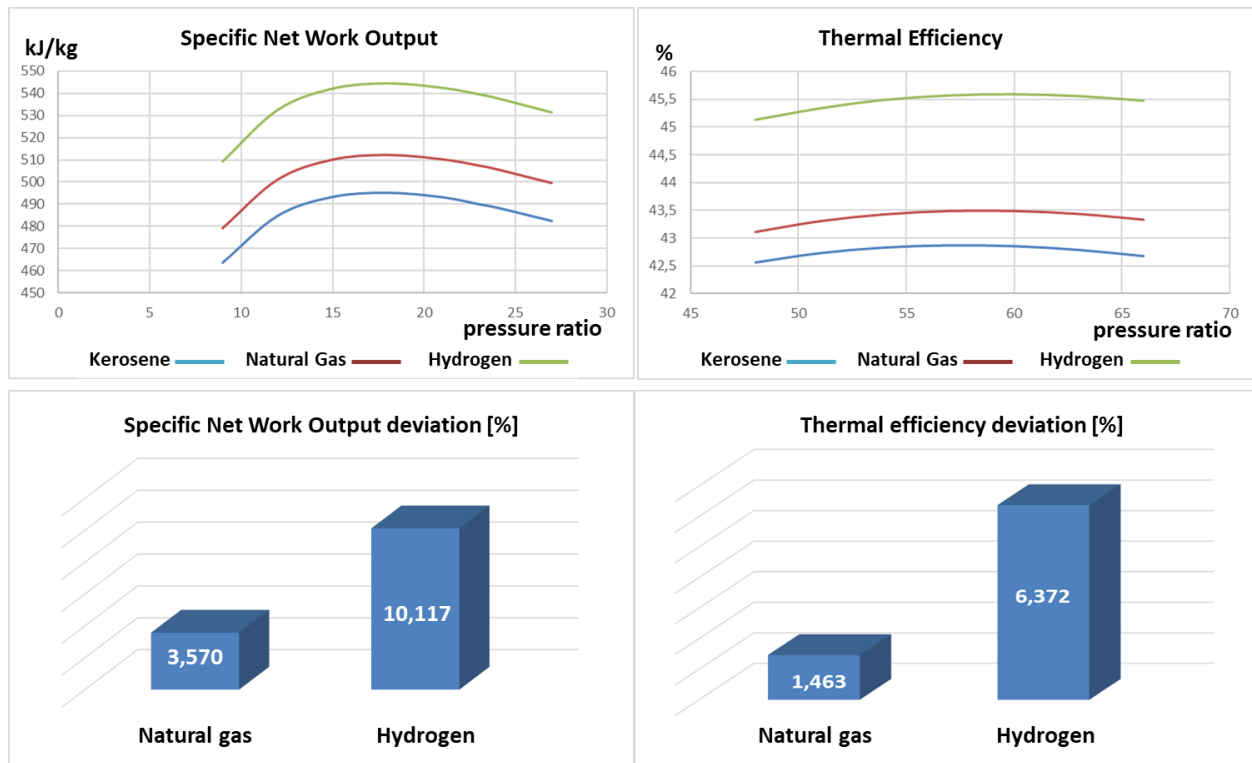 Specific Net Work Output
kJ/kg
550
540
530
520
510
500
490
480
470
460
450
0
5
10
15
20
25
30
pressure ratio
Kerosene
Natural Gas
Hydrogen
Thermal Efficiency
%
46
45,5
45
44,5
44
43,5
43
42,5
42
45
50
55
60
65
70
pressure ratio
Kerosene
Natural Gas
Hydrogen
Specific Net Work Output deviation [%]
3,570
10,117
Natural gas
Hydrogen
Thermal efficiency deviation [%]
1,463
6,372
Natural gas
Hydrogen